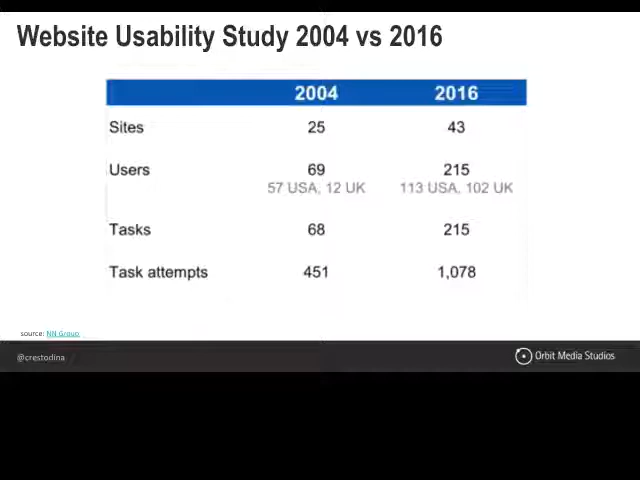 Website Usability Study 2004 vs 2016
2004 2016
Sites 25 43
Users 69 215
57 USA, 12 UK 113 USA, 102 UK
Tasks 68 215
Task attempts 451 1,078
source: NN Group
@crestodina Orbit Media Studios